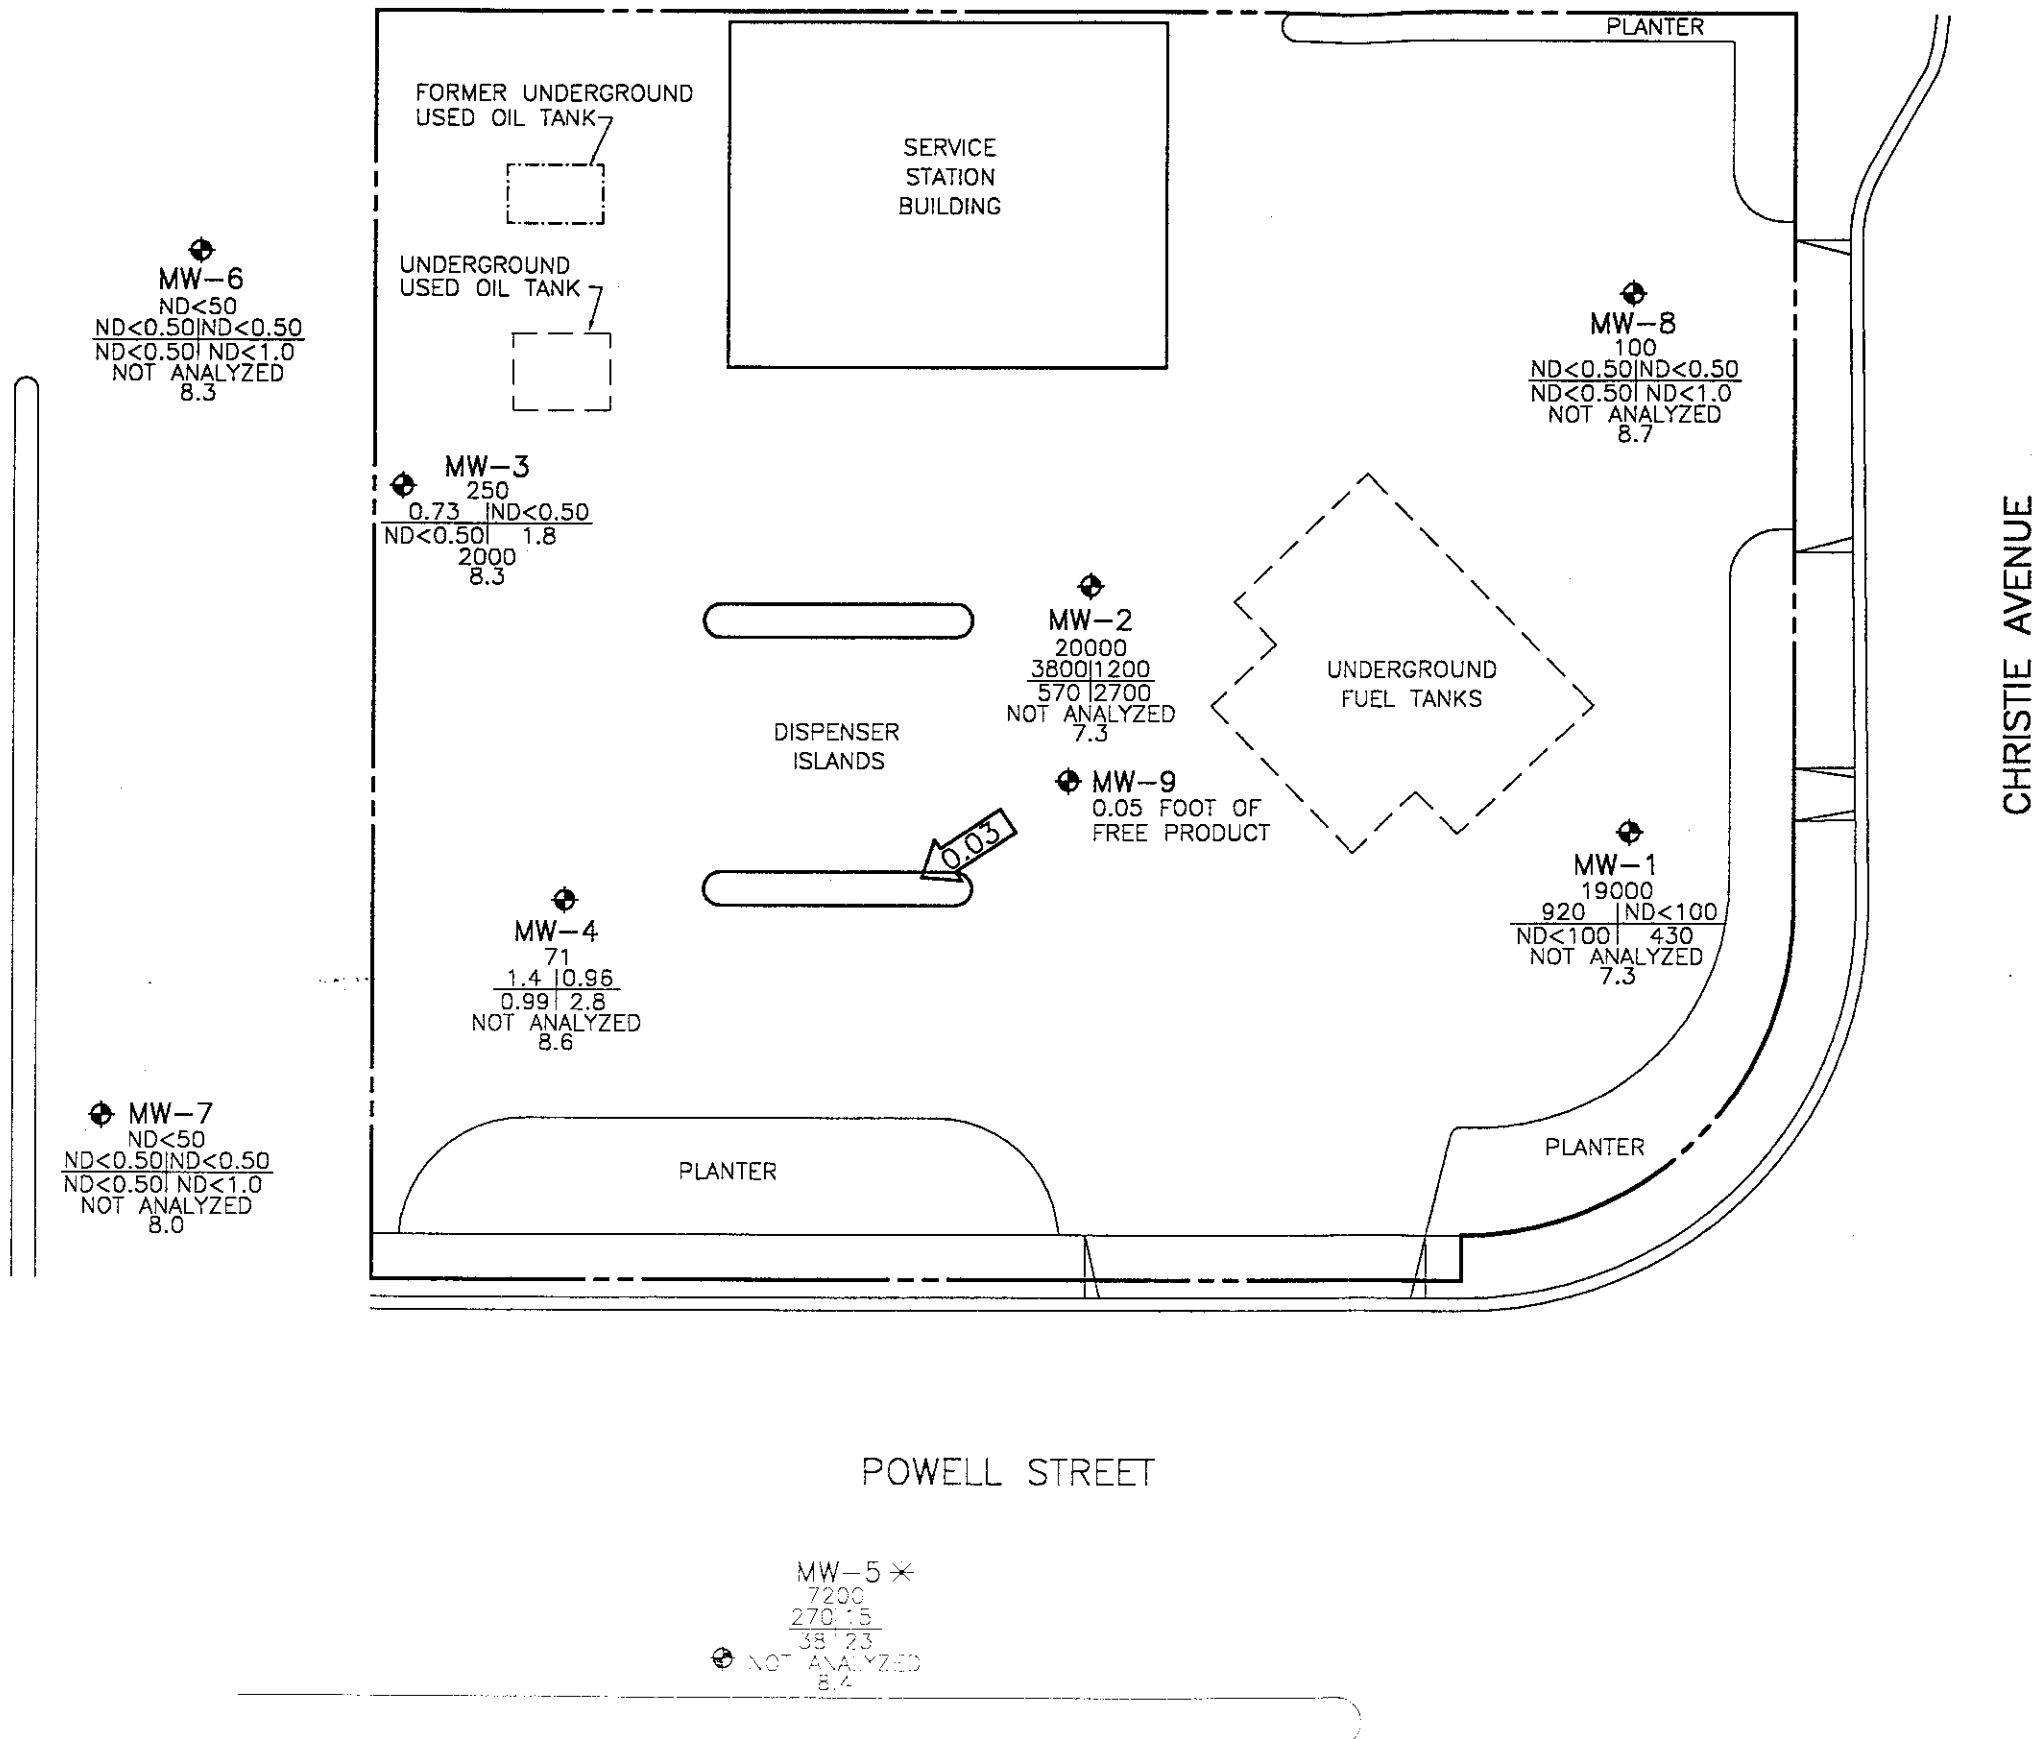 PLANTER
FORMER UNDERGROUND
USED OIL TANK
SERVICE
STATION
BUILDING
UNDERGROUND
USED OIL TANK
MW-6
ND<50
ND<0.50|ND<0.50
ND<0.50|ND<1.0
NOT ANALYZED
8.3
MW-8
100
ND<0.50|ND<0.50
ND<0.50|ND<1.0
NOT ANALYZED
8.7
MW-3
250
0.73|ND<0.50
ND<0.50|1.8
2000
8.3
CHRISTIE AVENUE
MW-2
20000
3800|1200
570|2700
NOT ANALYZED
7.3
UNDERGROUND
FUEL TANKS
DISPENSER
ISLANDS
MW-9
0.05 FOOT OF
FREE PRODUCT
0.03
MW-1
19000
920|ND<100
ND<100|430
NOT ANALYZED
7.3
MW-4
71
1.4|0.96
0.99|2.8
NOT ANALYZED
8.6
MW-7
ND<50
ND<0.50|ND<0.50
ND<0.50|ND<1.0
NOT ANALYZED
8.0
PLANTER
PLANTER
POWELL STREET
MW-5 *
7200
270|15
38|23
NOT ANALYZED
8.4